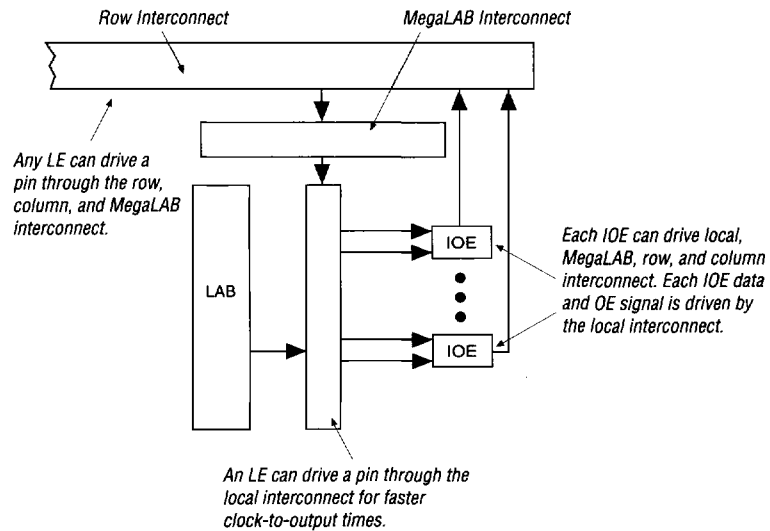 Row Interconnect
MegaLAB Interconnect
Any LE can drive a
pin through the row,
column, and MegaLAB
interconnect.
LAB
IOE
IOE
Each IOE can drive local,
MegaLAB, row, and column
interconnect. Each IOE data
and OE signal is driven by
the local interconnect.
An LE can drive a pin through the
local interconnect for faster
clock-to-output times.